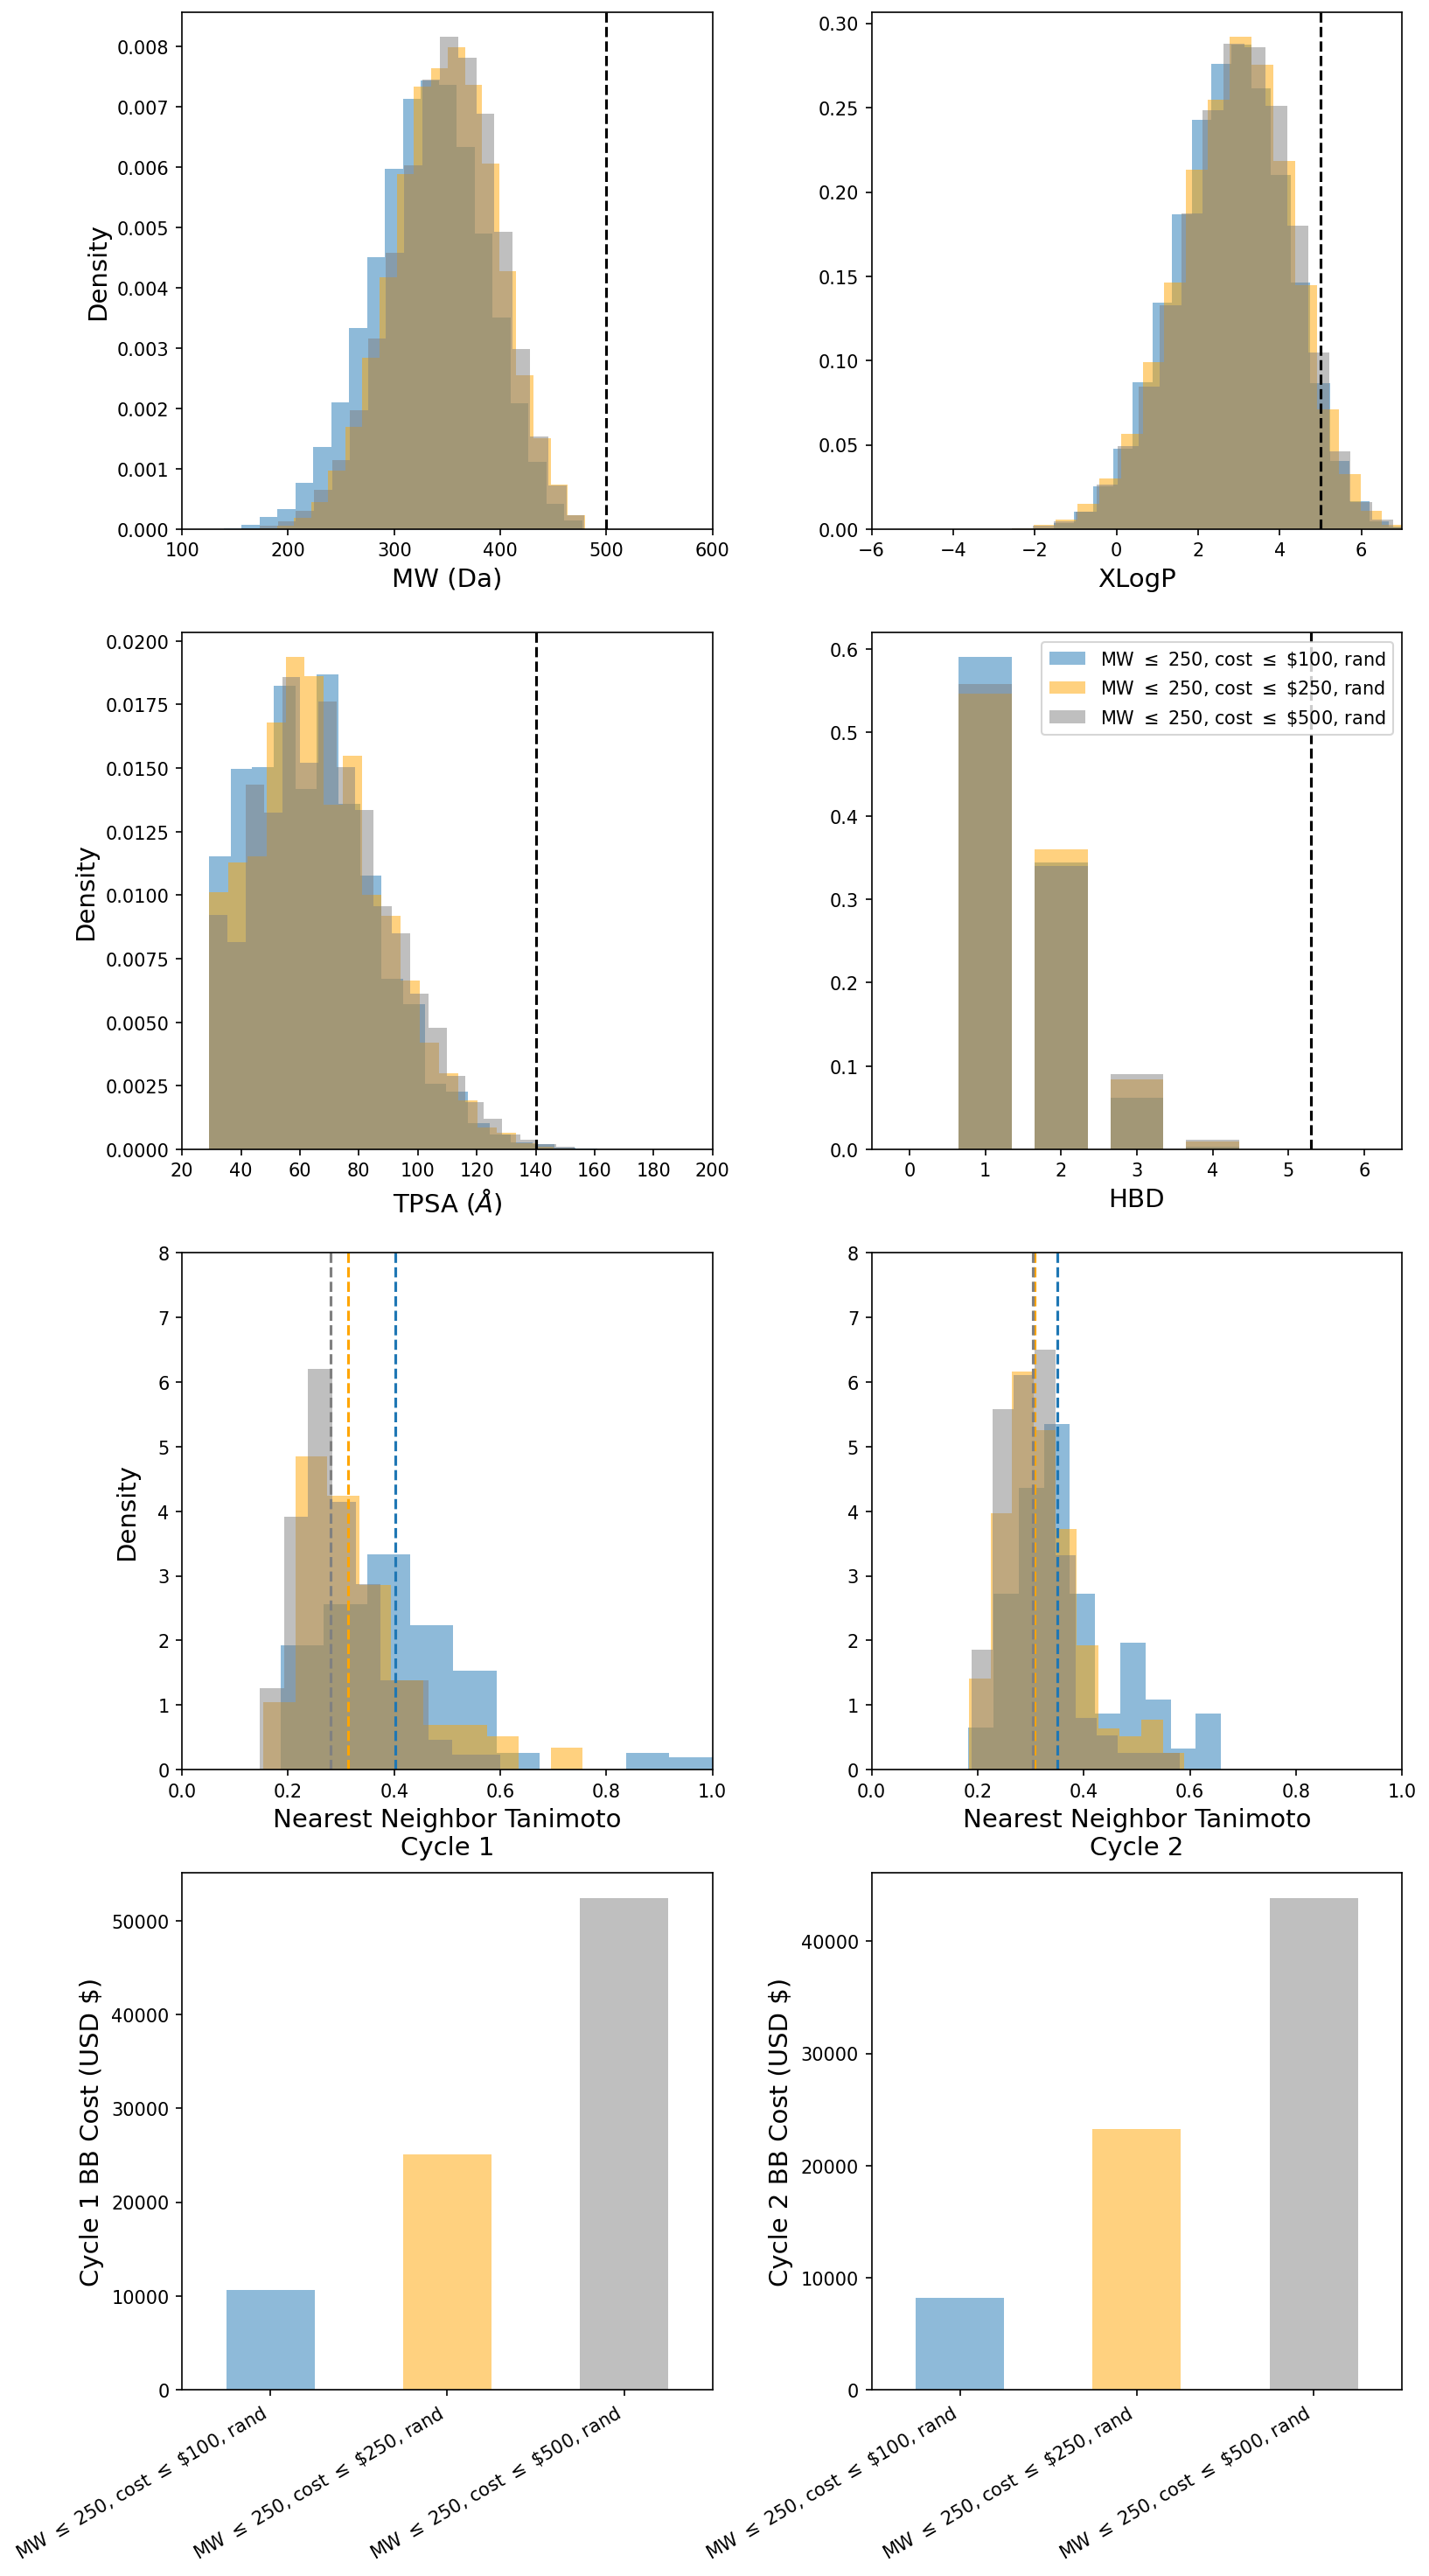 0.008
0.007
0.006
0.005
0.004
0.003
0.002
0.001
0.000
Density
100 200 300 400 500 600
MW (Da)
0.30
0.25
0.20
0.15
0.10
0.05
0.00
−6 −4 −2 0 2 4 6
XLogP
0.0200
0.0175
0.0150
0.0125
0.0100
0.0075
0.0050
0.0025
0.0000
Density
20 40 60 80 100 120 140 160 180 200
TPSA (Å)
0.6
0.5
0.4
0.3
0.2
0.1
0.0
MW ≤ 250, cost ≤ $100, rand
MW ≤ 250, cost ≤ $250, rand
MW ≤ 250, cost ≤ $500, rand
0 1 2 3 4 5 6
HBD
8
7
6
5
4
3
2
1
0
Density
0.0 0.2 0.4 0.6 0.8 1.0
Nearest Neighbor Tanimoto
Cycle 1
8
7
6
5
4
3
2
1
0
0.0 0.2 0.4 0.6 0.8 1.0
Nearest Neighbor Tanimoto
Cycle 2
50000
40000
30000
20000
10000
0
Cycle 1 BB Cost (USD $)
MW ≤ 250, cost ≤ $100, rand
MW ≤ 250, cost ≤ $250, rand
MW ≤ 250, cost ≤ $500, rand
40000
30000
20000
10000
0
Cycle 2 BB Cost (USD $)
MW ≤ 250, cost ≤ $100, rand
MW ≤ 250, cost ≤ $250, rand
MW ≤ 250, cost ≤ $500, rand